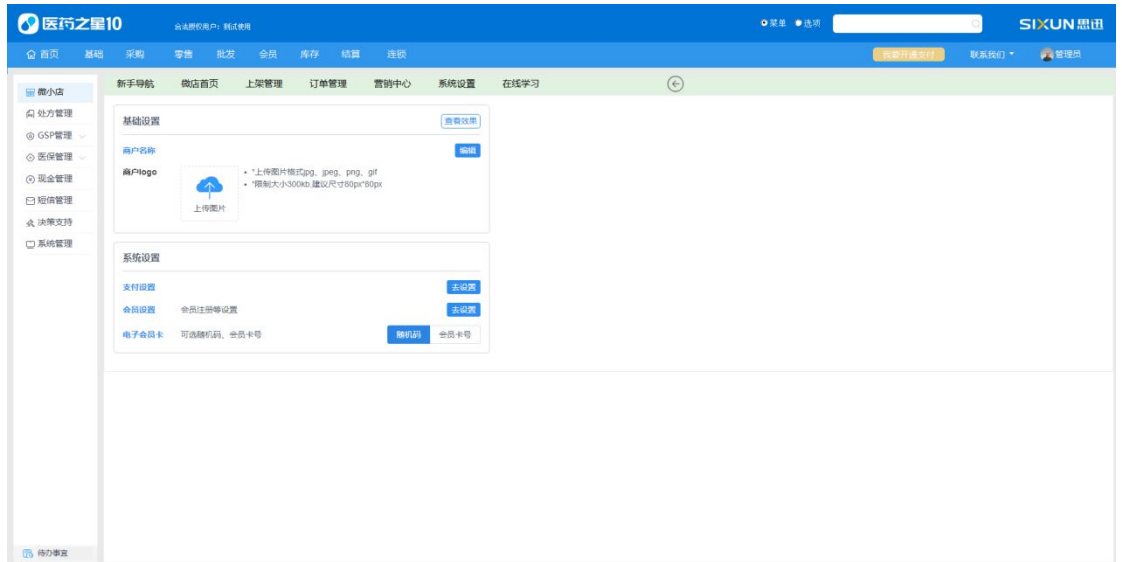 医药之星10 合法授权用户：测试使用 菜单 选项 SIXUN思迅
首页 基础 采购 零售 批发 会员 库存 结算 连锁 我要开通支付 联系我们 管理员
微小店
处方管理
GSP管理
医保管理
现金管理
短信管理
决策支持
系统管理
待办事宜
新手导航 微店首页 上架管理 订单管理 营销中心 系统设置 在线学习
基础设置 查看效果
商户名称 编辑
商户logo
上传图片
*上传图片格式jpg、jpeg、png、gif
*限制大小300kb,建议尺寸80px*80px
系统设置
支付设置 去设置
会员设置 会员注册等设置 去设置
电子会员卡 可选随机码、会员卡号 随机码 会员卡号